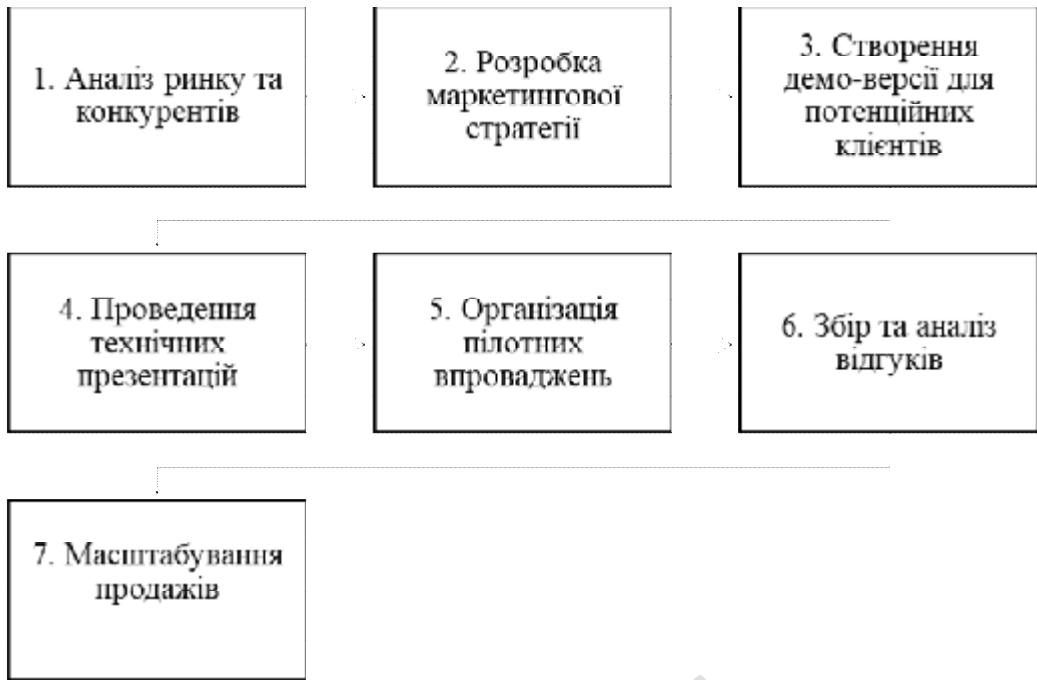 1. Аналіз ринку та
конкурентів
2. Розробка
маркетингової
стратегії
3. Створення
демо-версії для
потенційних
клієнтів
4. Проведення
технічних
презентацій
5. Організація
пілотних
впроваджень
6. Збір та аналіз
відгуків
7. Масштабування
продажів